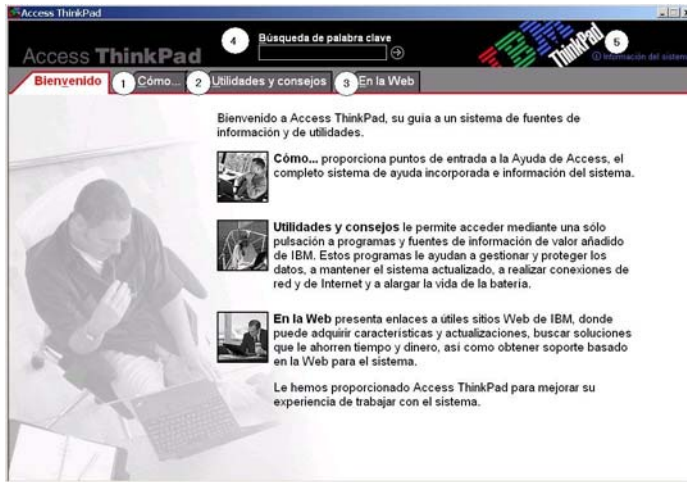 Access ThinkPad
4 Búsqueda de palabra clave
Access ThinkPad
IBM
ThinkPad
5
Información del sistema
Bienvenido 1 Cómo... 2 Utilidades y consejos 3 En la Web
Bienvenido a Access ThinkPad, su guía a un sistema de fuentes de
información y de utilidades.
Cómo... proporciona puntos de entrada a la Ayuda de Access, el
completo sistema de ayuda incorporada e información del sistema.
Utilidades y consejos le permite acceder mediante una sólo
pulsación a programas y fuentes de información de valor añadido
de IBM. Estos programas le ayudan a gestionar y proteger los
datos, a mantener el sistema actualizado, a realizar conexiones de
red y de Internet y a alargar la vida de la batería.
En la Web presenta enlaces a útiles sitios Web de IBM, donde
puede adquirir características y actualizaciones, buscar soluciones
que le ahorren tiempo y dinero, así como obtener soporte basado
en la Web para el sistema.
Le hemos proporcionado Access ThinkPad para mejorar su
experiencia de trabajar con el sistema.